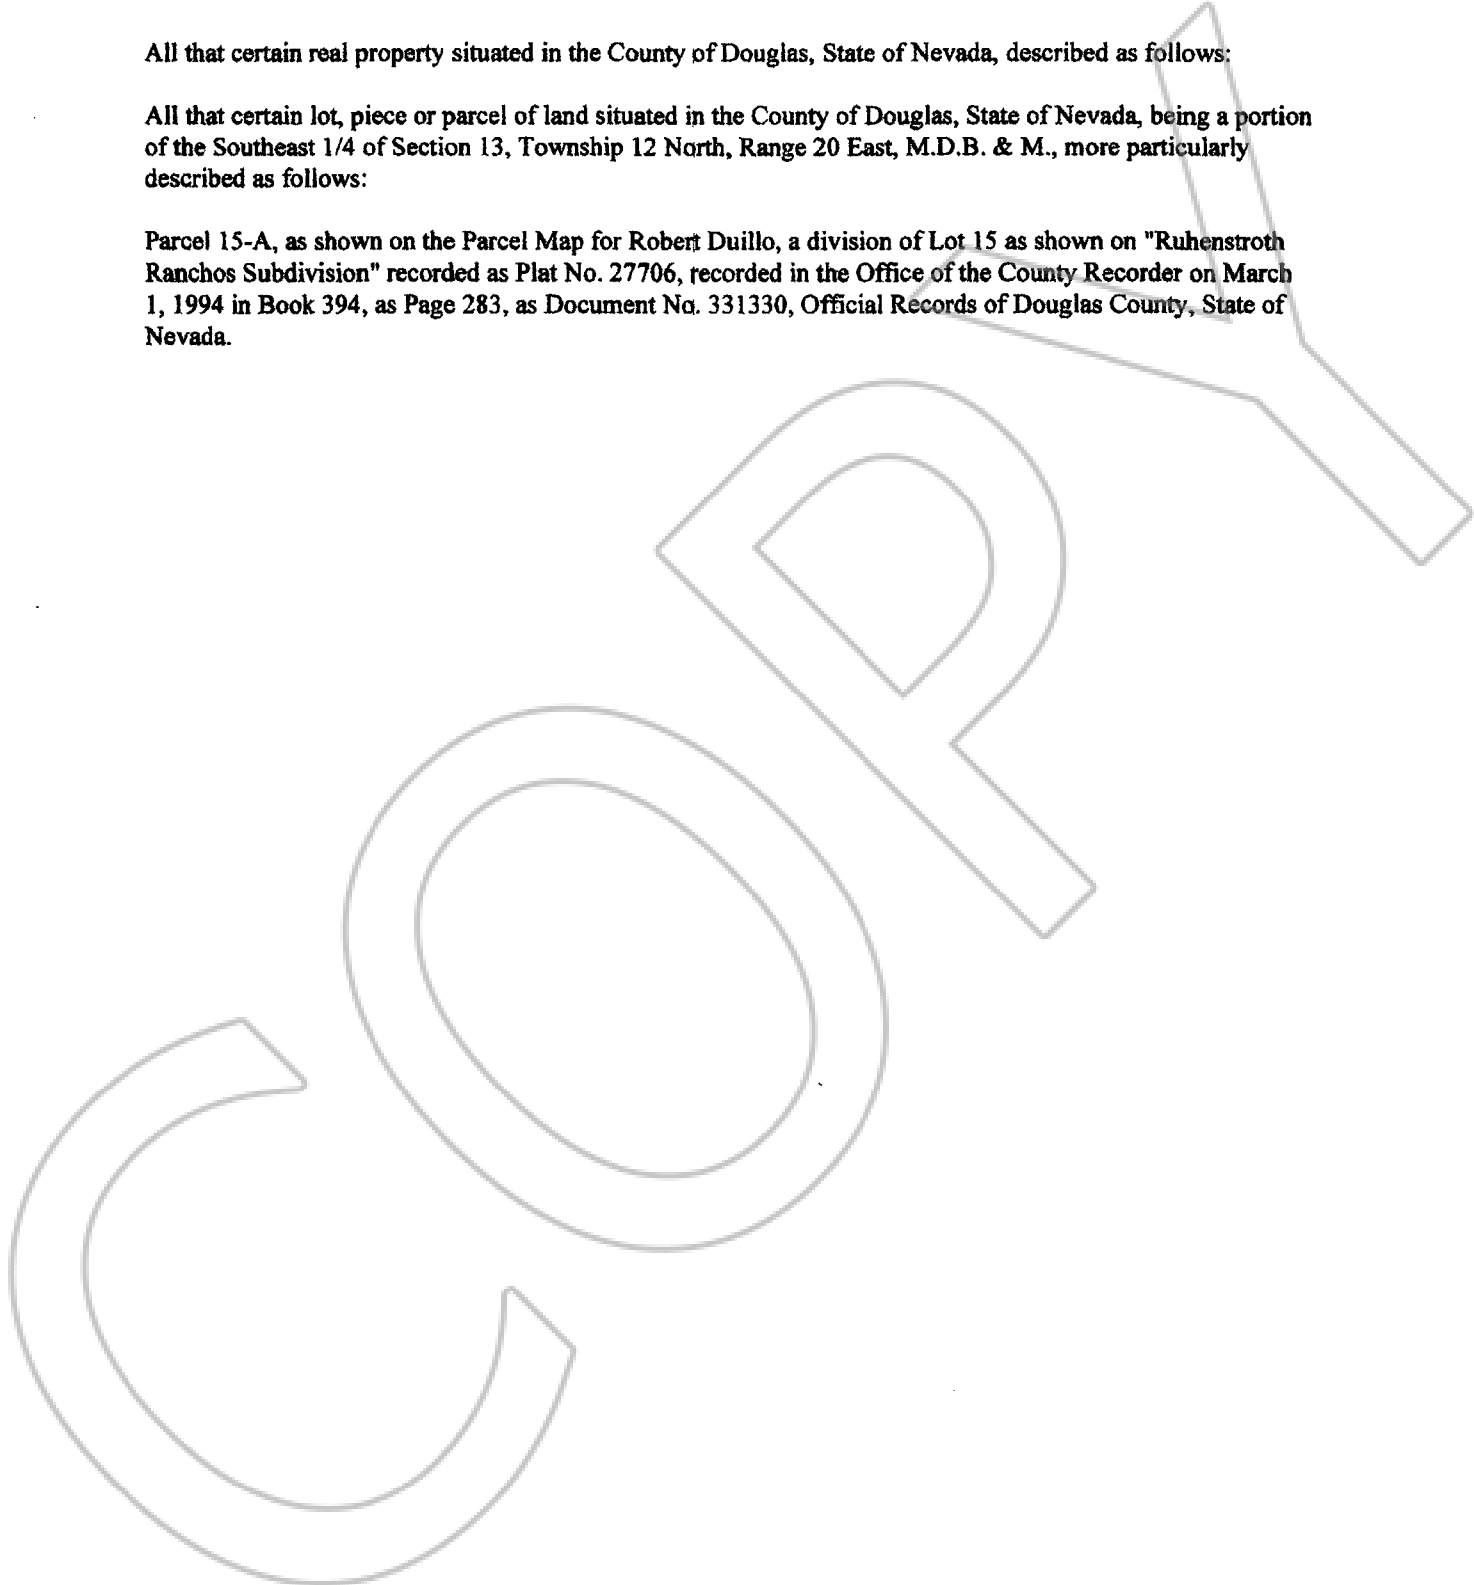 All that certain real property situated in the County of Douglas, State of Nevada, described as follows:
All that certain lot, piece or parcel of land situated in the County of Douglas, State of Nevada, being a portion
of the Southeast 1/4 of Section 13, Township 12 North, Range 20 East, M.D.B. & M., more particularly
described as follows:
Parcel 15-A, as shown on the Parcel Map for Robert Duillo, a division of Lot 15 as shown on "Ruhenstroth
Ranchos Subdivision" recorded as Plat No. 27706, recorded in the Office of the County Recorder on March
1, 1994 in Book 394, as Page 283, as Document No. 331330, Official Records of Douglas County, State of
Nevada.
COPY